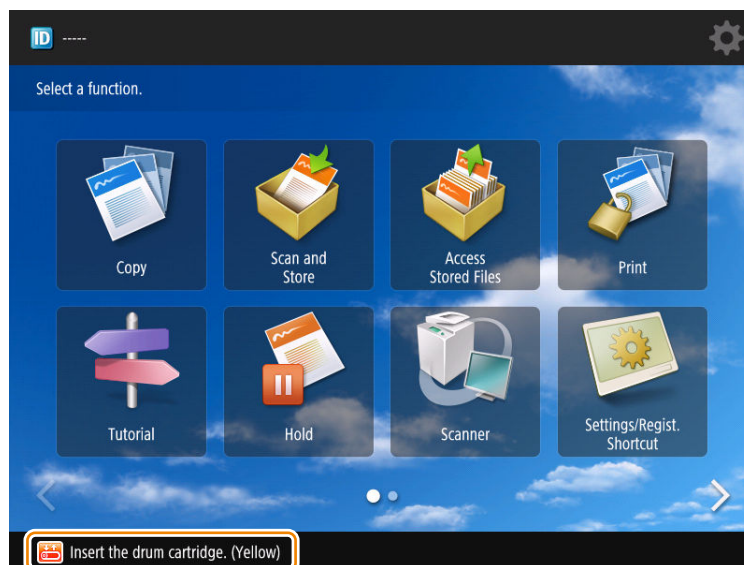 ID -----
Select a function.
Copy
Scan and
Store
Access
Stored Files
Print
Tutorial
Hold
Scanner
Settings/Regist.
Shortcut
Insert the drum cartridge. (Yellow)